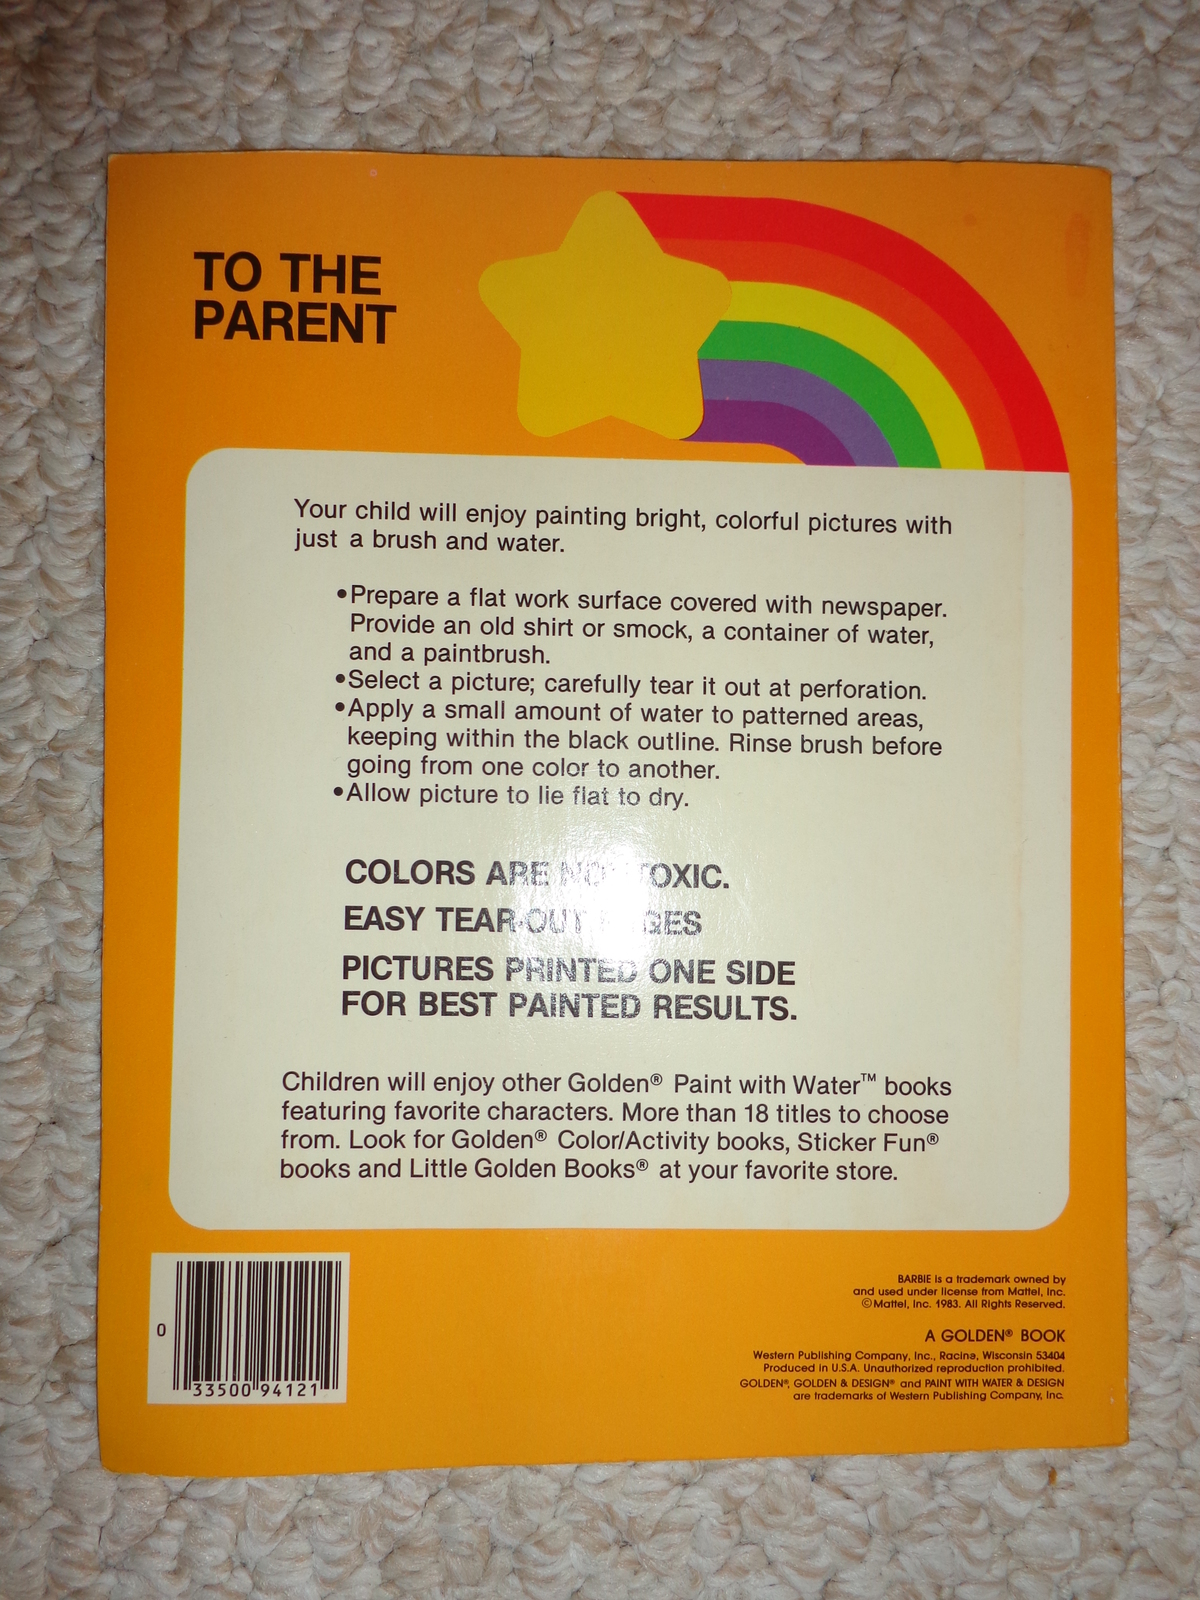 TO THE
PARENT
Your child will enjoy painting bright, colorful pictures with
just a brush and water.
•Prepare a flat work surface covered with newspaper.
Provide an old shirt or smock, a container of water,
and a paintbrush.
•Select a picture; carefully tear it out at perforation.
•Apply a small amount of water to patterned areas,
keeping within the black outline. Rinse brush before
going from one color to another.
•Allow picture to lie flat to dry.
COLORS ARE
EASY TEAR-OUT
PICTURES PRINTED ONE SIDE
FOR BEST PAINTED RESULTS.
Children will enjoy other Golden® Paint with Water™ books
featuring favorite characters. More than 18 titles to choose
from. Look for Golden® Color/Activity books, Sticker Fun®
books and Little Golden Books® at your favorite store.
0
33500 94121
BARBIE is a trademark owned by
and used under license from Mattel, Inc.
©Mattel, Inc. 1983. All Rights Reserved.
A GOLDEN® BOOK
Western Publishing Company, Inc., Racine, Wisconsin 53404
Produced in U.S.A. Unauthorized reproduction prohibited.
GOLDEN®, GOLDEN & DESIGN® and PAINT WITH WATER & DESIGN
are trademarks of Western Publishing Company, Inc.